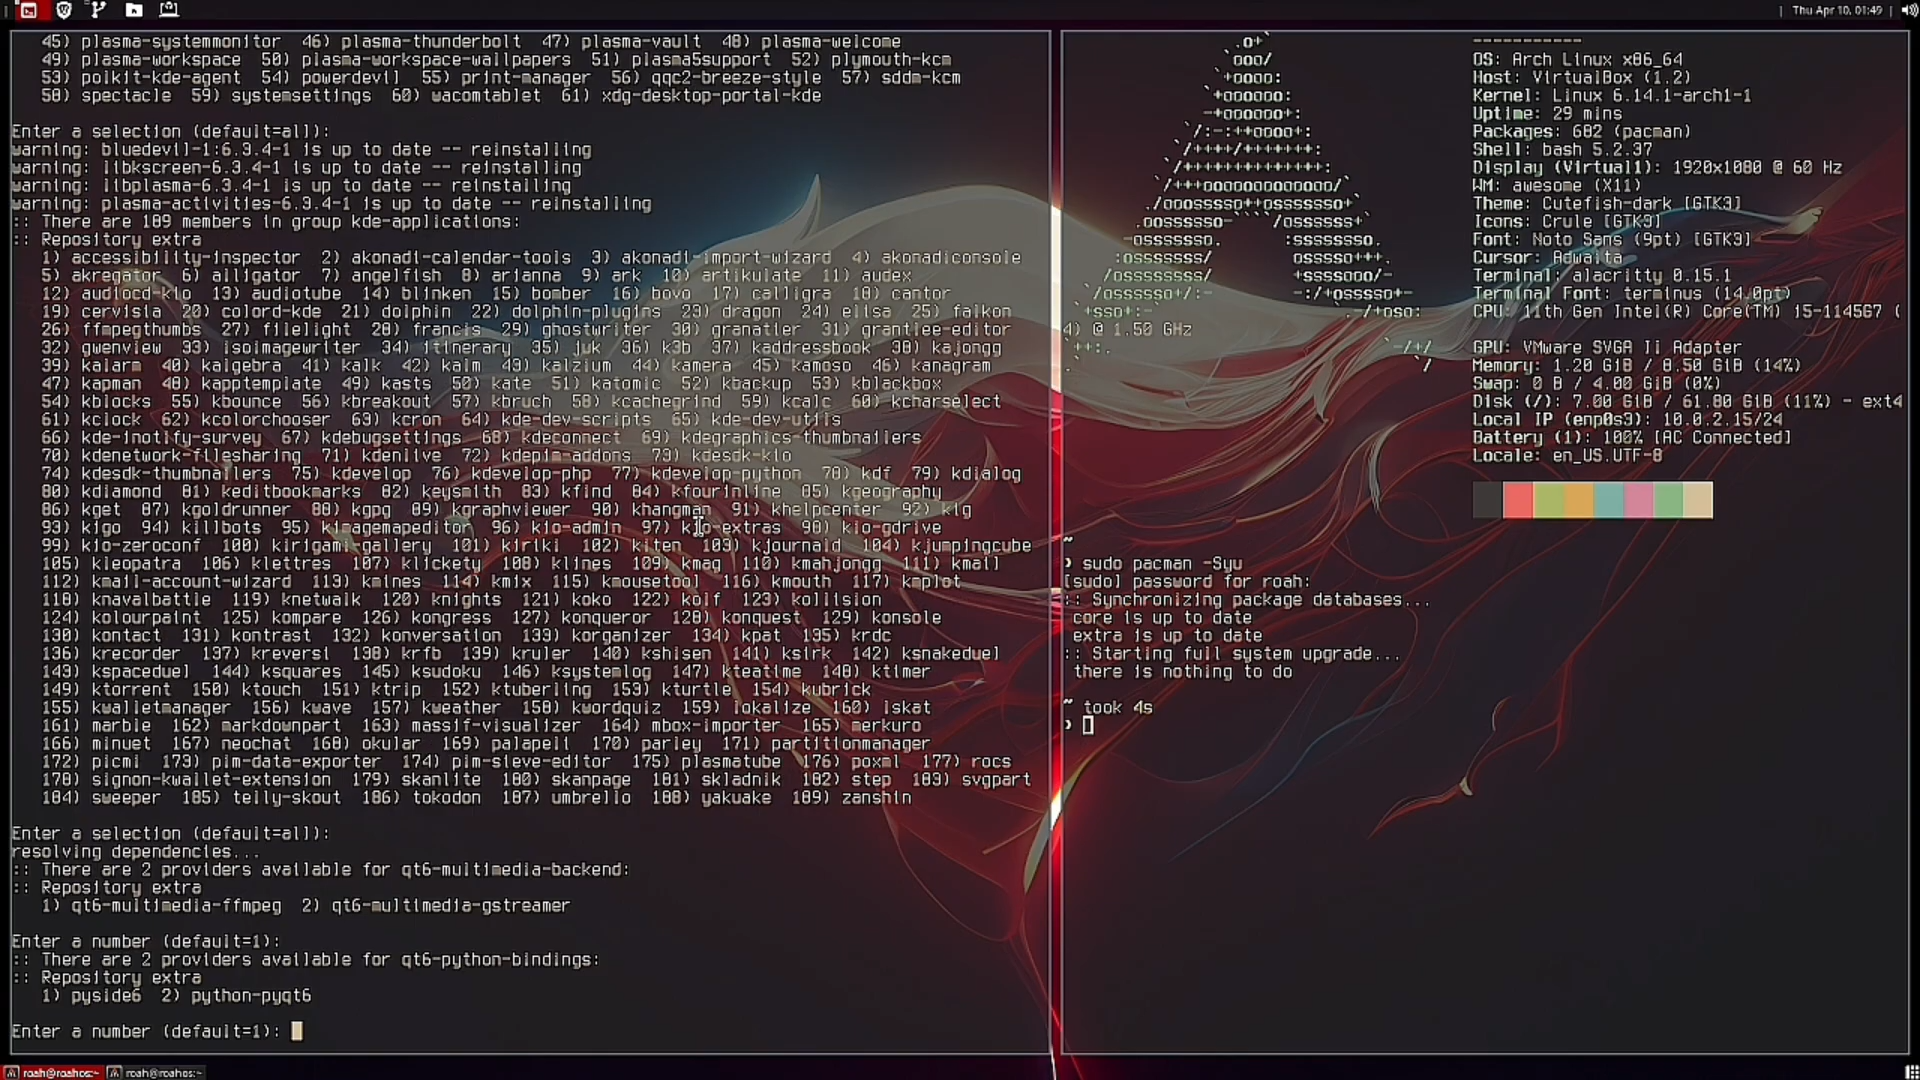 Thu Apr 10, 01:49
45) plasma-systemmonitor 46) plasma-thunderbolt 47) plasma-vault 48) plasma-welcome
49) plasma-workspace 50) plasma-workspace-wallpapers 51) plasma5support 52) plymouth-kcm
53) polkit-kde-agent 54) powerdevil 55) print-manager 56) qqc2-breeze-style 57) sddm-kcm
58) spectacle 59) systemsettings 60) wacomtablet 61) xdg-desktop-portal-kde
Enter a selection (default=all):
warning: bluedevil-1:6.3.4-1 is up to date -- reinstalling
warning: libkscreen-6.3.4-1 is up to date -- reinstalling
warning: libplasma-6.3.4-1 is up to date -- reinstalling
warning: plasma-activities-6.3.4-1 is up to date -- reinstalling
:: There are 189 members in group kde-applications:
:: Repository extra
1) accessibility-inspector 2) akonadi-calendar-tools 3) akonadi-import-wizard 4) akonadiconsole
5) akregator 6) alligator 7) angelfish 8) arianna 9) ark 10) artikulate 11) audex
12) audiocd-kio 13) audiotube 14) blinken 15) bomber 16) bovo 17) calligra 18) cantor
19) cervisia 20) colord-kde 21) dolphin 22) dolphin-plugins 23) dragon 24) elisa 25) falkon
26) ffmpegthumbs 27) filelight 28) francis 29) ghostwriter 30) granatier 31) grantlee-editor
32) gwenview 33) isoimagewriter 34) itinerary 35) juk 36) k3b 37) kaddressbook 38) kajongg
39) kalarm 40) kalgebra 41) kalk 42) kalm 43) kalzium 44) kamera 45) kamoso 46) kanagram
47) kapman 48) kapptemplate 49) kasts 50) kate 51) katomic 52) kbackup 53) kblackbox
54) kblocks 55) kbounce 56) kbreakout 57) kbruch 58) kcachegrind 59) kcalc 60) kcharselect
61) kclock 62) kcolorchooser 63) kcron 64) kde-dev-scripts 65) kde-dev-utils
66) kde-inotify-survey 67) kdebugsettings 68) kdeconnect 69) kdegraphics-thumbnailers
70) kdenetwork-filesharing 71) kdenlive 72) kdepim-addons 73) kdesdk-kio
74) kdesdk-thumbnailers 75) kdevelop 76) kdevelop-php 77) kdevelop-python 78) kdf 79) kdialog
80) kdiamond 81) keditbookmarks 82) keysmith 83) kfind 84) kfourinline 85) kgeography
86) kget 87) kgoldrunner 88) kgpg 89) kgraphviewer 90) khangman 91) khelpcenter 92) kig
93) kigo 94) killbots 95) kimagemapeditor 96) kio-admin 97) kio-extras 98) kio-gdrive
99) kio-zeroconf 100) kirigami-gallery 101) kiriki 102) kiten 103) kjournald 104) kjumpingcube
105) kleopatra 106) klettres 107) klickety 108) klines 109) kmag 110) kmahjongg 111) kmail
112) kmail-account-wizard 113) kmines 114) kmix 115) kmousetool 116) kmouth 117) kmplot
118) knavalbattle 119) knetwalk 120) knights 121) koko 122) kolf 123) kollision
124) kolourpaint 125) kompare 126) kongress 127) konqueror 128) konquest 129) konsole
130) kontact 131) kontrast 132) konversation 133) korganizer 134) kpat 135) krdc
136) krecorder 137) kreversi 138) krfb 139) kruler 140) kshisen 141) ksirk 142) ksnakeduel
143) kspaceduel 144) ksquares 145) ksudoku 146) ksystemlog 147) kteatime 148) ktimer
149) ktorrent 150) ktouch 151) ktrip 152) ktuberling 153) kturtle 154) kubrick
155) kwalletmanager 156) kwave 157) kweather 158) kwordquiz 159) lokalize 160) lskat
161) marble 162) markdownpart 163) massif-visualizer 164) mbox-importer 165) merkuro
166) minuet 167) neochat 168) okular 169) palapeli 170) parley 171) partitionmanager
172) picmi 173) pim-data-exporter 174) pim-sieve-editor 175) plasmatube 176) poxml 177) rocs
178) signon-kwallet-extension 179) skanlite 180) skanpage 181) skladnik 182) step 183) svgpart
184) sweeper 185) telly-skout 186) tokodon 187) umbrello 188) yakuake 189) zanshin
Enter a selection (default=all):
resolving dependencies...
:: There are 2 providers available for qt6-multimedia-backend:
:: Repository extra
1) qt6-multimedia-ffmpeg 2) qt6-multimedia-gstreamer
Enter a number (default=1):
:: There are 2 providers available for qt6-python-bindings:
:: Repository extra
1) pyside6 2) python-pyqt6
Enter a number (default=1):
-----------
OS: Arch Linux x86_64
Host: VirtualBox (1.2)
Kernel: Linux 6.14.1-arch1-1
Uptime: 29 mins
Packages: 682 (pacman)
Shell: bash 5.2.37
Display (Virtual1): 1920x1080 @ 60 Hz
WM: awesome (X11)
Theme: Cutefish-dark [GTK3]
Icons: Crule [GTK3]
Font: Noto Sans (9pt) [GTK3]
Cursor: Adwaita
Terminal: alacritty 0.15.1
Terminal Font: terminus (14.0pt)
CPU: 11th Gen Intel(R) Core(TM) i5-1145G7 (
4) @ 1.50 GHz
GPU: VMware SVGA II Adapter
Memory: 1.20 GiB / 8.50 GiB (14%)
Swap: 0 B / 4.00 GiB (0%)
Disk (/): 7.00 GiB / 61.80 GiB (11%) - ext4
Local IP (enp0s3): 10.0.2.15/24
Battery (1): 100% [AC Connected]
Locale: en_US.UTF-8
~
❯ sudo pacman -Syu
[sudo] password for roah:
:: Synchronizing package databases...
core is up to date
extra is up to date
:: Starting full system upgrade...
there is nothing to do
~ took 4s
❯
roah@roahos:~ roah@roahos:~